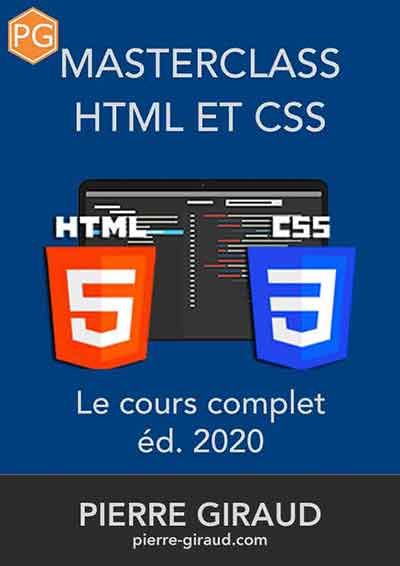 PG
MASTERCLASS
HTML ET CSS
HTML CSS
5 3
Le cours complet
éd. 2020
PIERRE GIRAUD
pierre-giraud.com